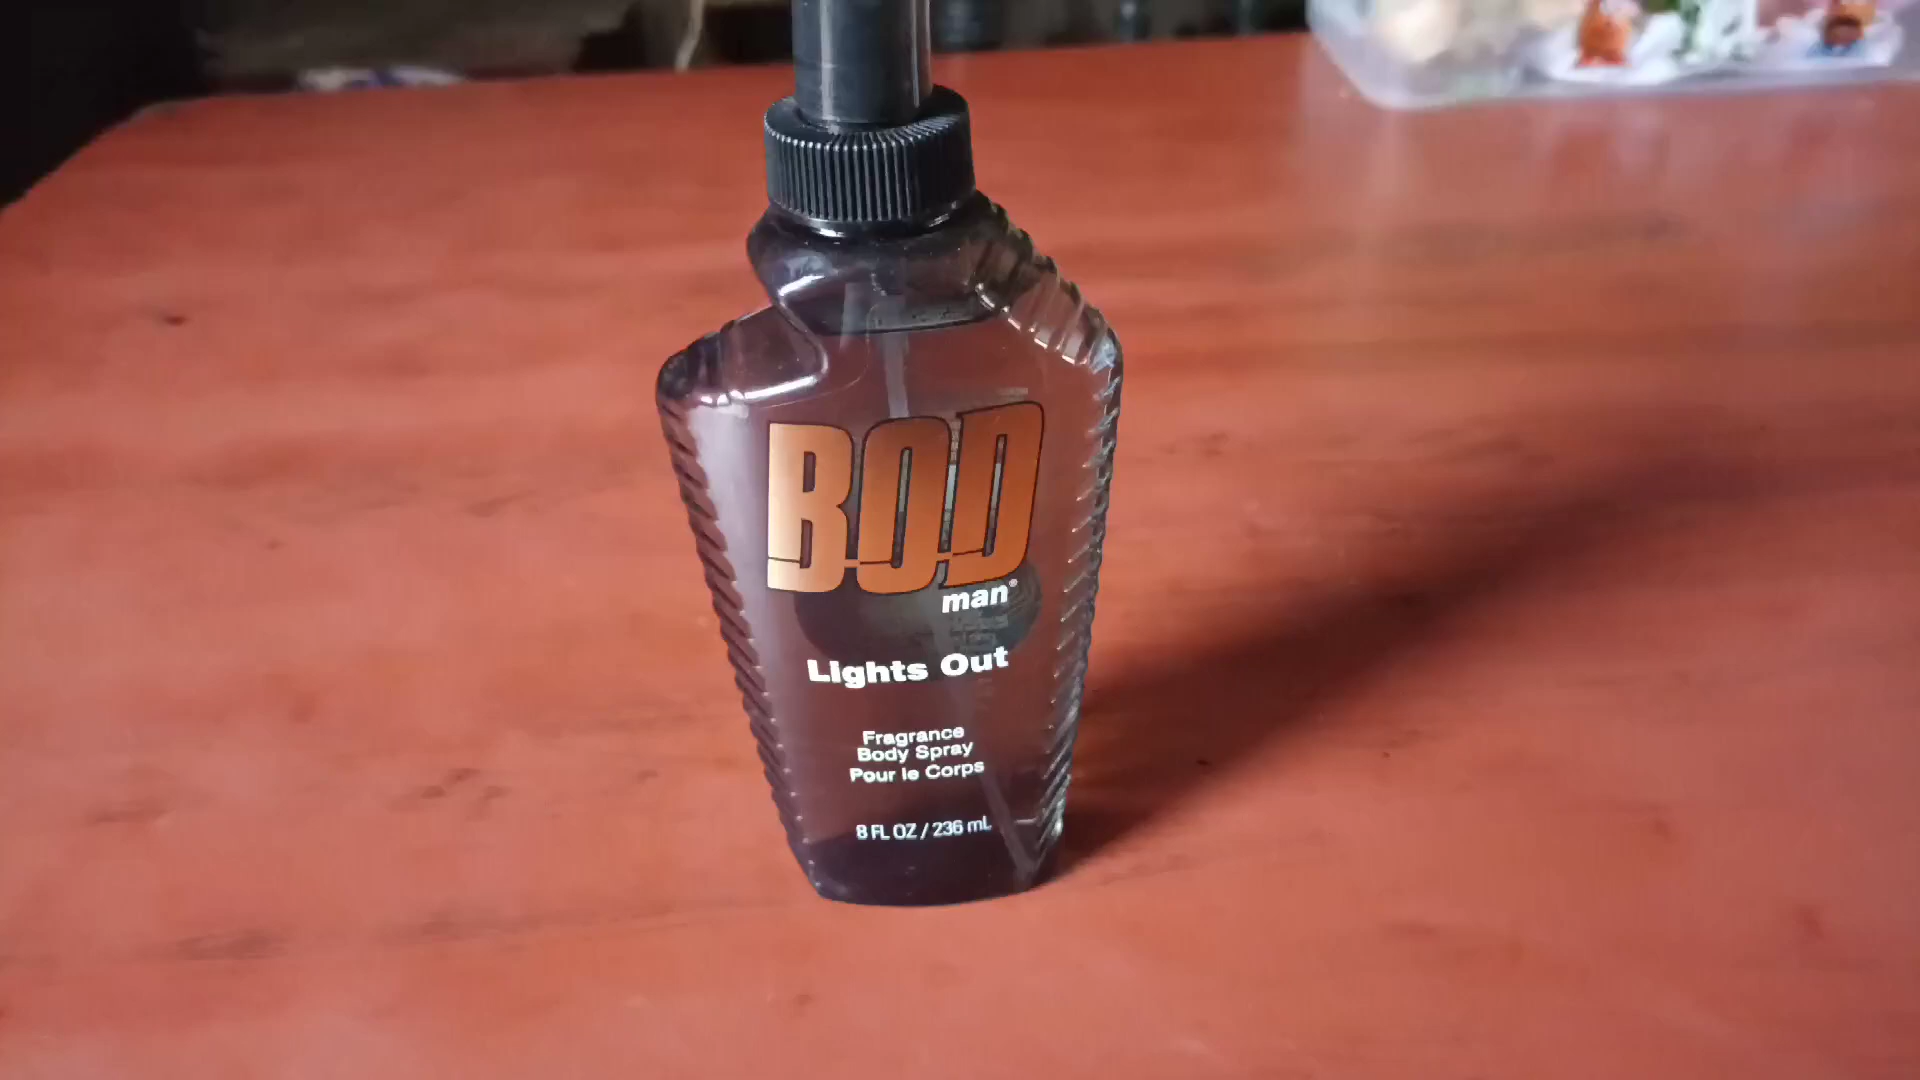 BOD
man®
Lights Out
Fragrance
Body Spray
Pour le Corps
8 FL OZ / 236 mL